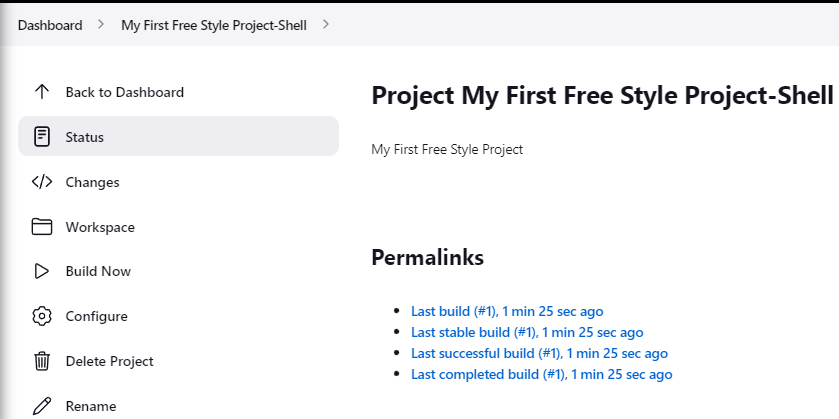 Dashboard > My First Free Style Project-Shell >
Back to Dashboard
Status
Changes
Workspace
Build Now
Configure
Delete Project
Rename
Project My First Free Style Project-Shell
My First Free Style Project
Permalinks
• Last build (#1), 1 min 25 sec ago
• Last stable build (#1), 1 min 25 sec ago
• Last successful build (#1), 1 min 25 sec ago
• Last completed build (#1), 1 min 25 sec ago